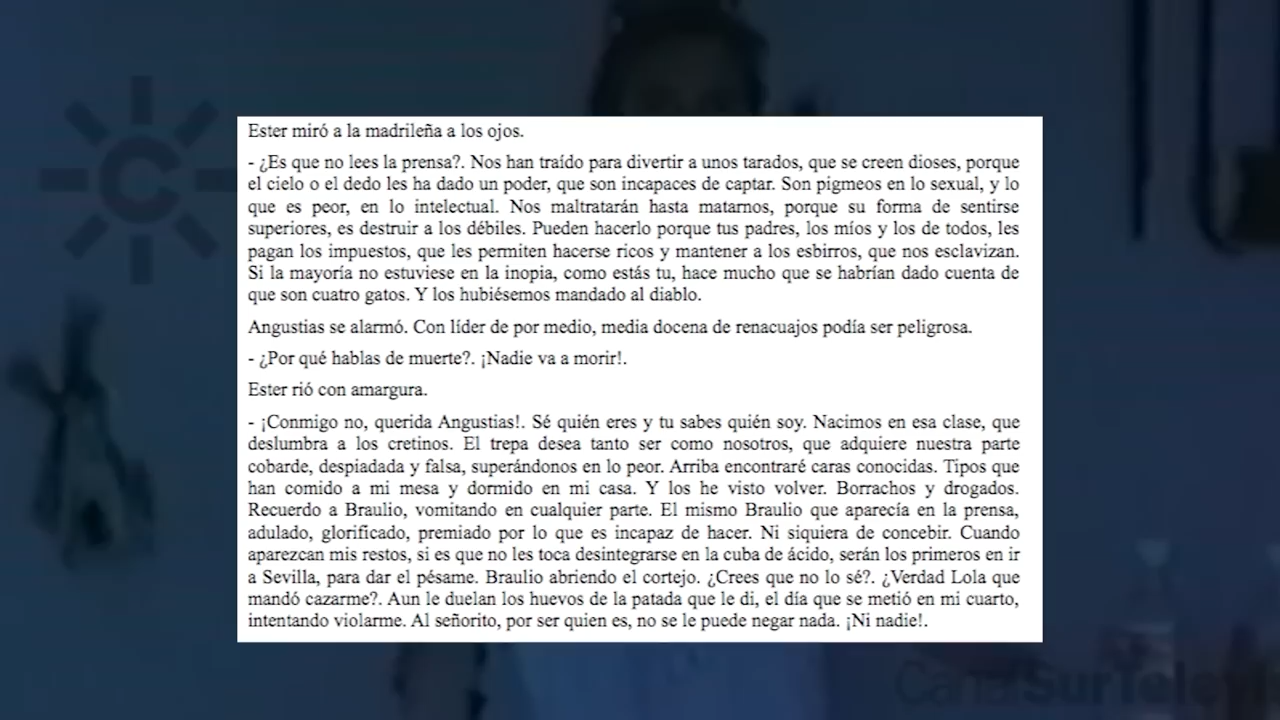 Ester miró a la madrileña a los ojos.
- ¿Es que no lees la prensa?. Nos han traído para divertir a unos tarados, que se creen dioses, porque
el cielo o el dedo les ha dado un poder, que son incapaces de captar. Son pigmeos en lo sexual, y lo
que es peor, en lo intelectual. Nos maltratarán hasta matarnos, porque su forma de sentirse
superiores, es destruir a los débiles. Pueden hacerlo porque tus padres, los míos y los de todos, les
pagan los impuestos, que les permiten hacerse ricos y mantener a los esbirros, que nos esclavizan.
Si la mayoría no estuviese en la inopia, como estás tu, hace mucho que se habrían dado cuenta de
que son cuatro gatos. Y los hubiésemos mandado al diablo.
Angustias se alarmó. Con líder de por medio, media docena de renacuajos podía ser peligrosa.
- ¿Por qué hablas de muerte?. ¡Nadie va a morir!.
Ester rió con amargura.
- ¡Conmigo no, querida Angustias!. Sé quién eres y tu sabes quién soy. Nacimos en esa clase, que
deslumbra a los cretinos. El trepa desea tanto ser como nosotros, que adquiere nuestra parte
cobarde, despiadada y falsa, superándonos en lo peor. Arriba encontraré caras conocidas. Tipos que
han comido a mi mesa y dormido en mi casa. Y los he visto volver. Borrachos y drogados.
Recuerdo a Braulio, vomitando en cualquier parte. El mismo Braulio que aparecía en la prensa,
adulado, glorificado, premiado por lo que es incapaz de hacer. Ni siquiera de concebir. Cuando
aparezcan mis restos, si es que no les toca desintegrarse en la cuba de ácido, serán los primeros en ir
a Sevilla, para dar el pésame. Braulio abriendo el cortejo. ¿Crees que no lo sé?. ¿Verdad Lola que
mandó cazarme?. Aun le duelan los huevos de la patada que le di, el día que se metió en mi cuarto,
intentando violarme. Al señorito, por ser quien es, no se le puede negar nada. ¡Ni nadie!.
CanalSurTelevi